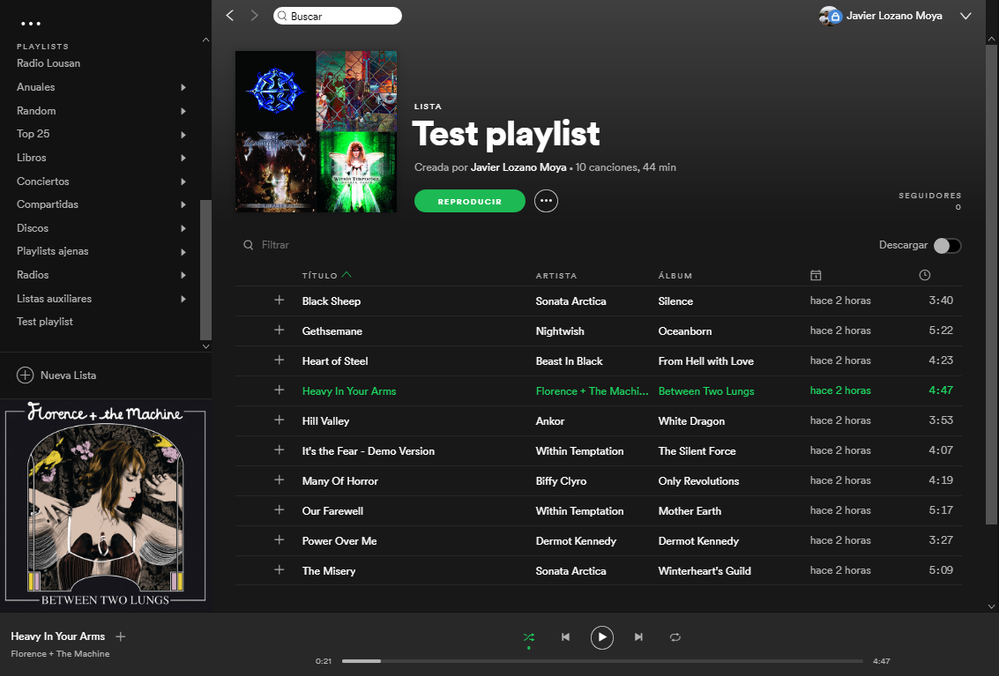 Buscar
Javier Lozano Moya
PLAYLISTS
Radio Lousan
Anuales
Random
Top 25
Libros
Conciertos
Compartidas
Discos
Playlists ajenas
Radios
Listas auxiliares
Test playlist
Nueva Lista
Florence + the Machine
BETWEEN TWO LUNGS
LISTA
Test playlist
Creada por Javier Lozano Moya • 10 canciones, 44 min
REPRODUCIR
SEGUIDORES
0
WITHIN TEMPTATION
Filtrar
Descargar
TÍTULO ARTISTA ÁLBUM
Black Sheep Sonata Arctica Silence hace 2 horas 3:40
Gethsemane Nightwish Oceanborn hace 2 horas 5:22
Heart of Steel Beast In Black From Hell with Love hace 2 horas 4:23
Heavy In Your Arms Florence + The Machi... Between Two Lungs hace 2 horas 4:47
Hill Valley Ankor White Dragon hace 2 horas 3:53
It's the Fear - Demo Version Within Temptation The Silent Force hace 2 horas 4:07
Many Of Horror Biffy Clyro Only Revolutions hace 2 horas 4:19
Our Farewell Within Temptation Mother Earth hace 2 horas 5:17
Power Over Me Dermot Kennedy Dermot Kennedy hace 2 horas 3:27
The Misery Sonata Arctica Winterheart's Guild hace 2 horas 5:09
Heavy In Your Arms
Florence + The Machine
0:21
4:47